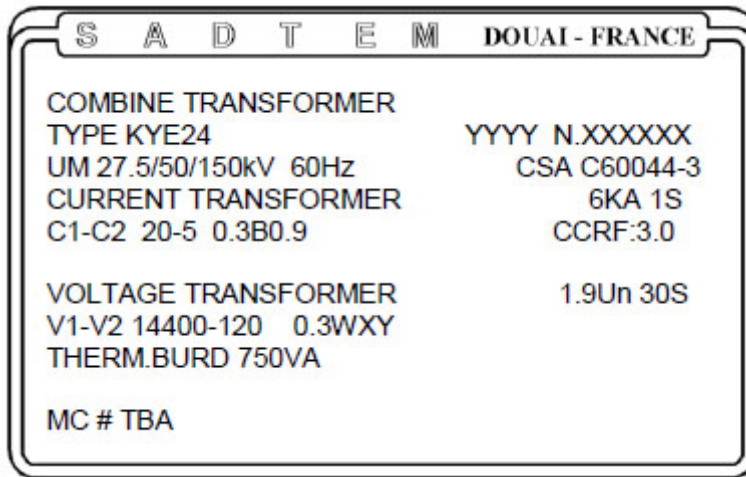 S A D T E M DOUAI - FRANCE
COMBINE TRANSFORMER
TYPE KYE24 YYYY N.XXXXXX
UM 27.5/50/150kV 60Hz CSA C60044-3
CURRENT TRANSFORMER 6KA 1S
C1-C2 20-5 0.3B0.9 CCRF:3.0
VOLTAGE TRANSFORMER 1.9Un 30S
V1-V2 14400-120 0.3WXY
THERM.BURD 750VA
MC # TBA